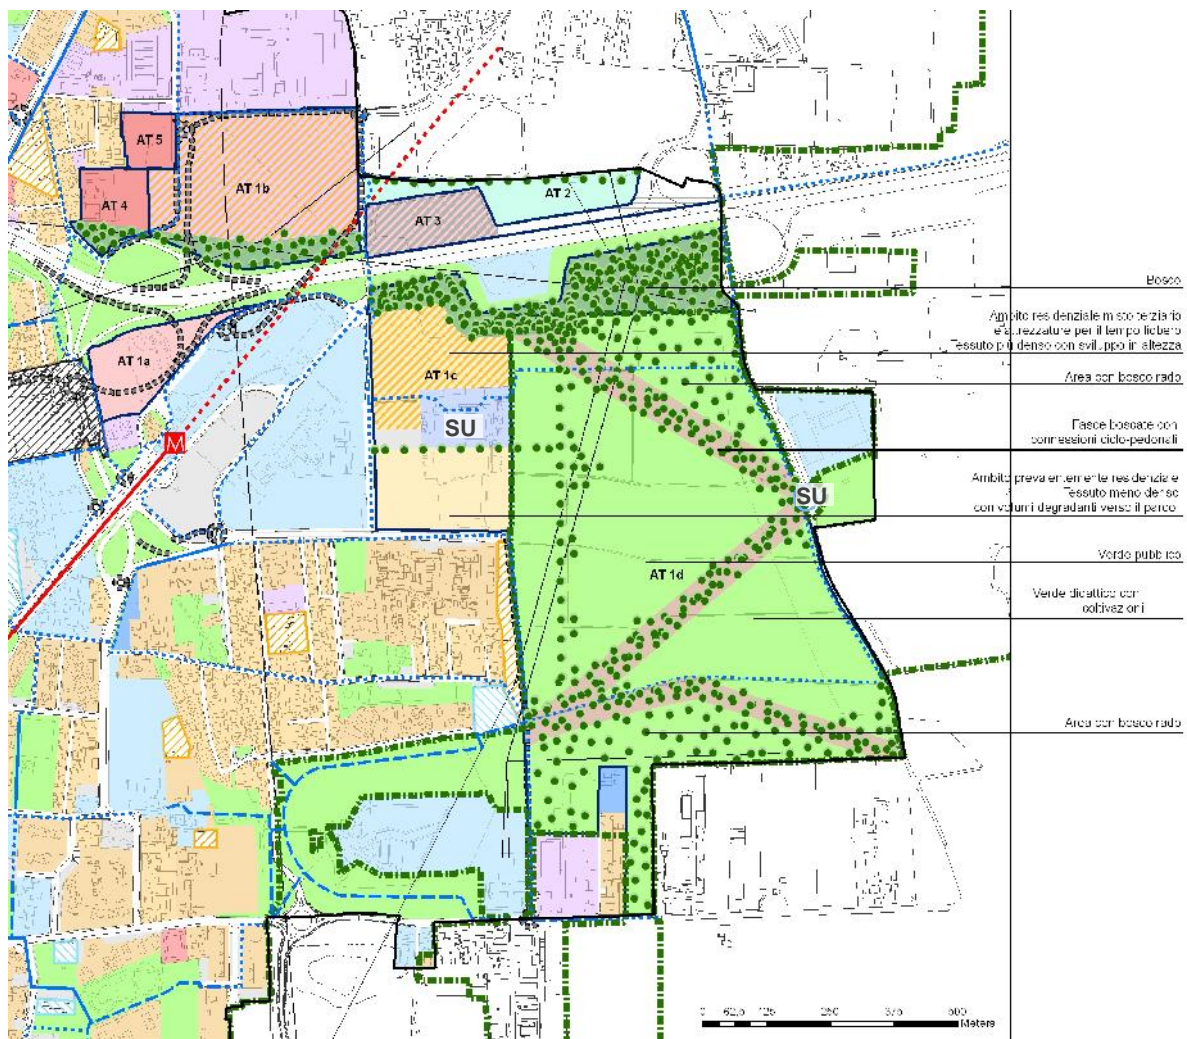 AT 5
AT 1b
AT 4
AT 2
AT 3
Bosco
Ambito residenziale misto terziario
e attrezzature per il tempo libero
Tessuto più denso con sviluppo in altezza
AT 1a
AT 1c
Area con bosco rado
SU
M
Fasce boscate con
connessioni ciclo-pedonali
SU
Ambito prevalentemente residenziale
Tessuto meno denso
con volumi degradanti verso il parco
Verde pubblico
AT 1d
Verde didattico con
coltivazioni
Area con bosco rado
0 62,5 125 250 375 500
Meters